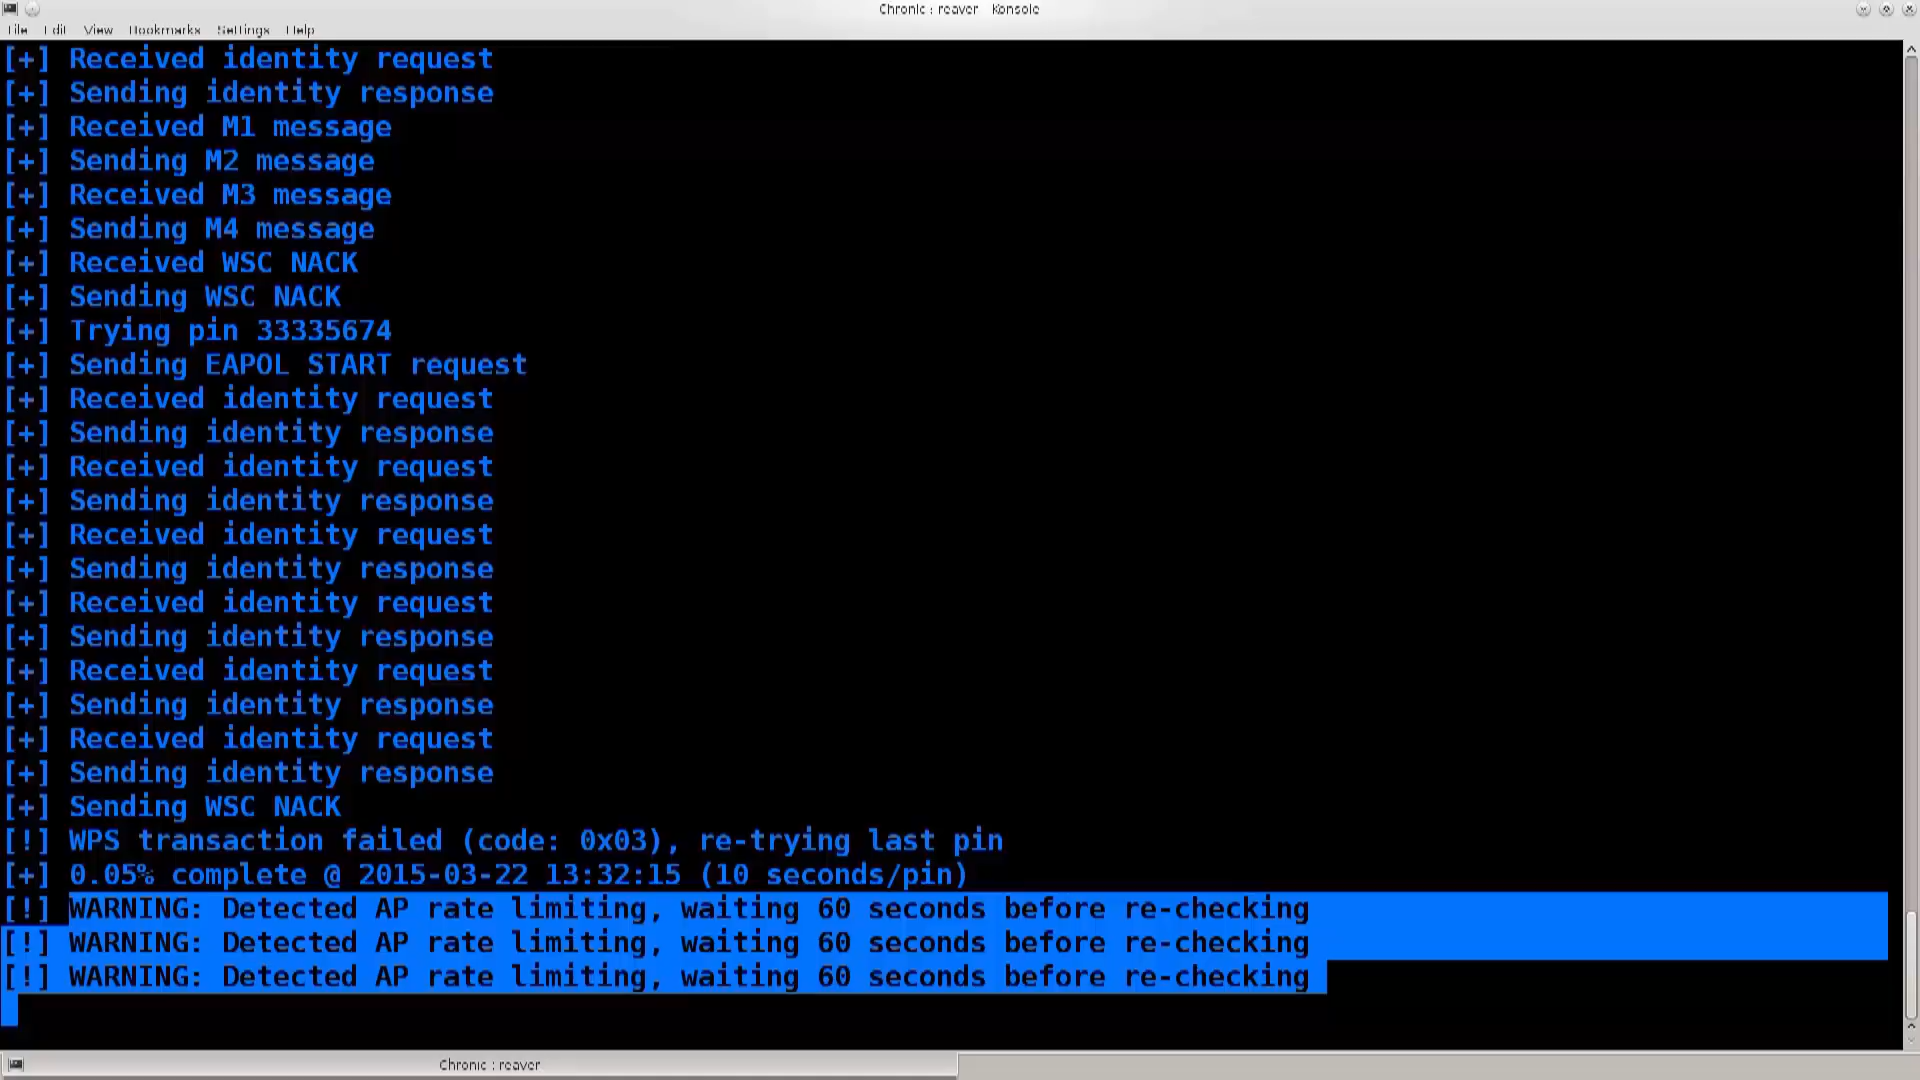 Chronic : reaver – Konsole
File Edit View Bookmarks Settings Help
[+] Received identity request
[+] Sending identity response
[+] Received M1 message
[+] Sending M2 message
[+] Received M3 message
[+] Sending M4 message
[+] Received WSC NACK
[+] Sending WSC NACK
[+] Trying pin 33335674
[+] Sending EAPOL START request
[+] Received identity request
[+] Sending identity response
[+] Received identity request
[+] Sending identity response
[+] Received identity request
[+] Sending identity response
[+] Received identity request
[+] Sending identity response
[+] Received identity request
[+] Sending identity response
[+] Received identity request
[+] Sending identity response
[+] Sending WSC NACK
[!] WPS transaction failed (code: 0x03), re-trying last pin
[+] 0.05% complete @ 2015-03-22 13:32:15 (10 seconds/pin)
[!] WARNING: Detected AP rate limiting, waiting 60 seconds before re-checking
[!] WARNING: Detected AP rate limiting, waiting 60 seconds before re-checking
[!] WARNING: Detected AP rate limiting, waiting 60 seconds before re-checking
Chronic : reaver